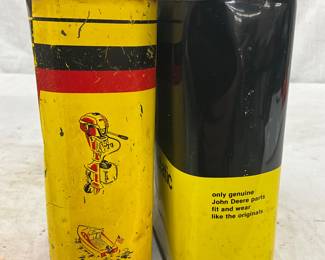 only genuine
John Deere parts
fit and wear
like the originals